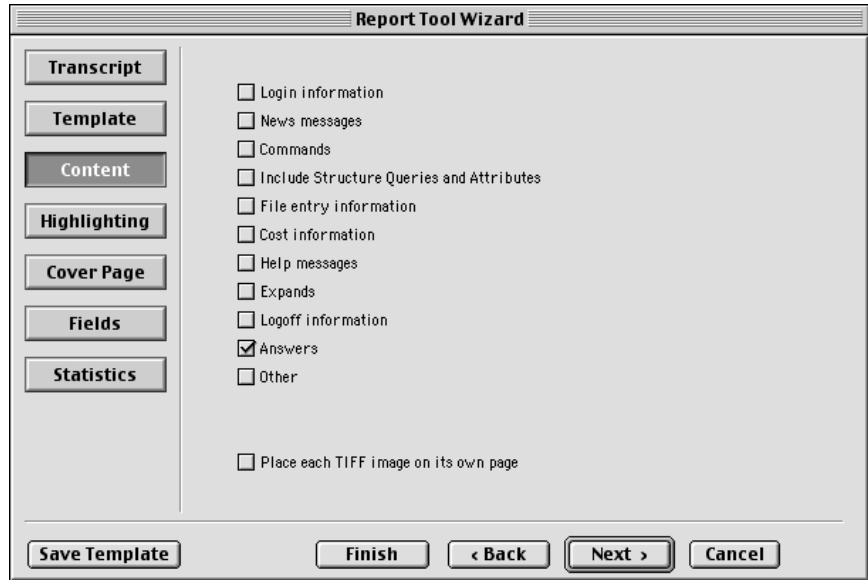 Report Tool Wizard
Transcript
Template
Content
Highlighting
Cover Page
Fields
Statistics
Login information
News messages
Commands
Include Structure Queries and Attributes
File entry information
Cost information
Help messages
Expands
Logoff information
Answers
Other
Place each TIFF image on its own page
Save Template
Finish
‹ Back
Next ›
Cancel